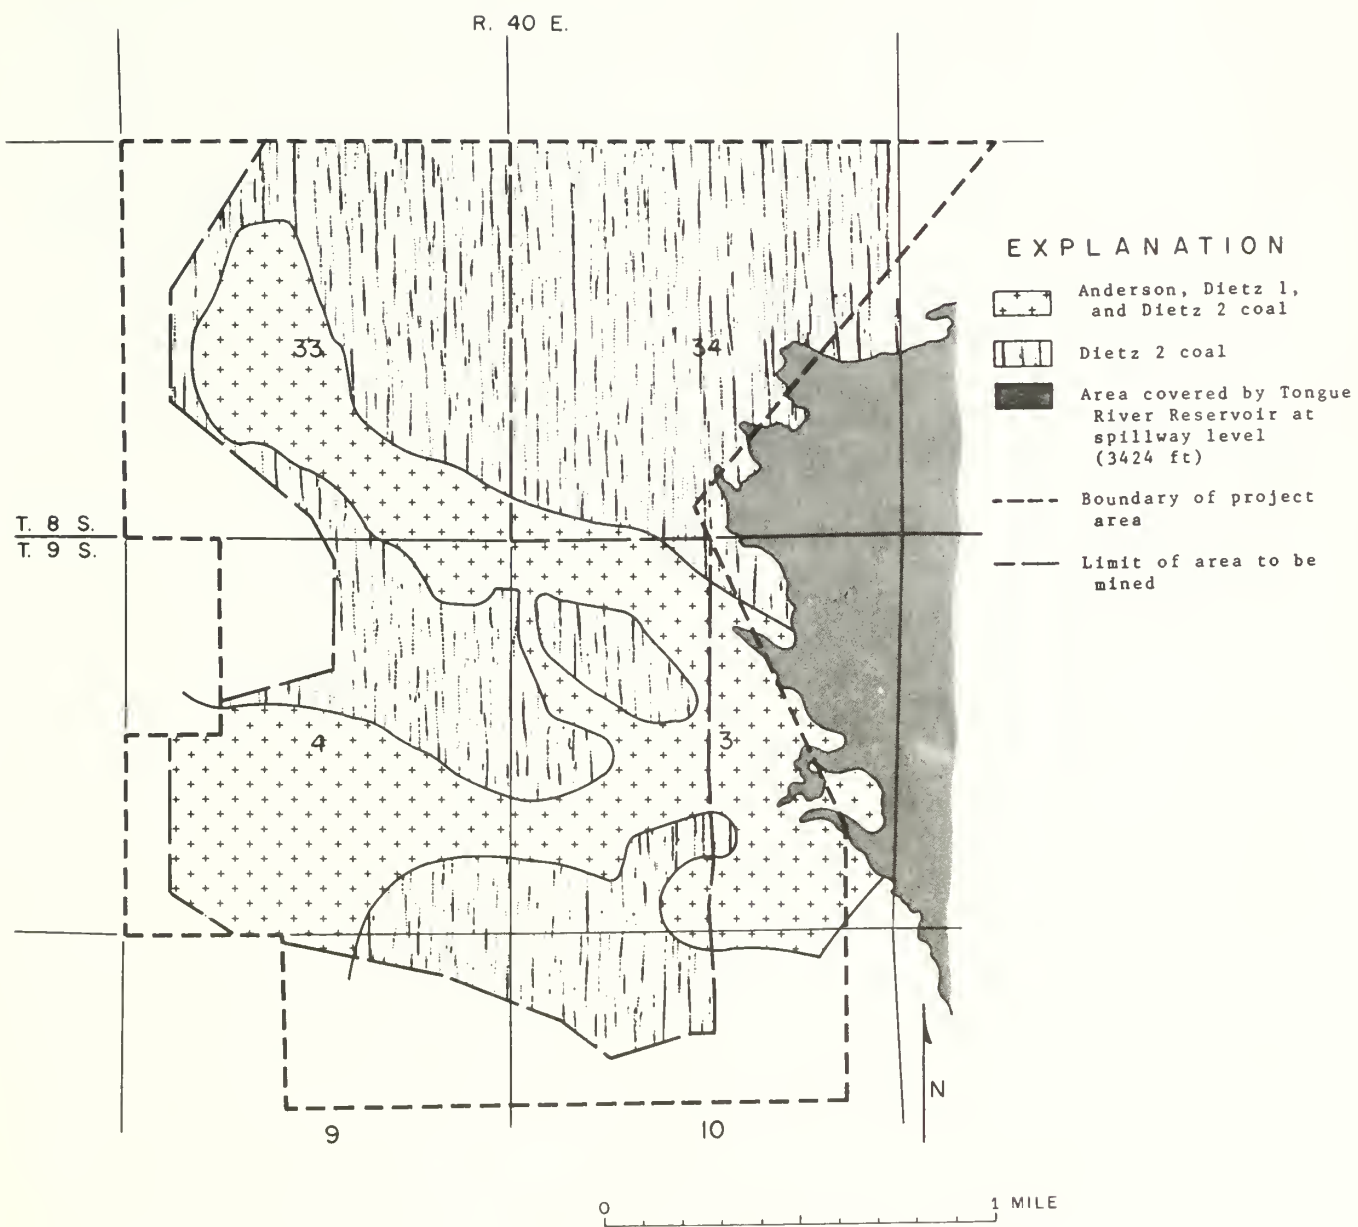 R. 40 E.
EXPLANATION
Anderson, Dietz 1,
and Dietz 2 coal
Dietz 2 coal
Area covered by Tongue
River Reservoir at
spillway level
(3424 ft)
Boundary of project
area
Limit of area to be
mined
33
34
T. 8 S.
T. 9 S.
4
3
N
9
10
0
1 MILE